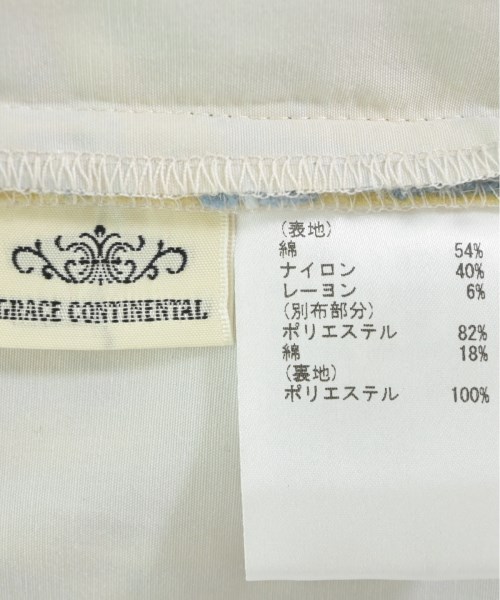 GRACE CONTINENTAL
(表地)
綿 54%
ナイロン 40%
レーヨン 6%
(別布部分)
ポリエステル 82%
綿 18%
(裏地)
ポリエステル 100%